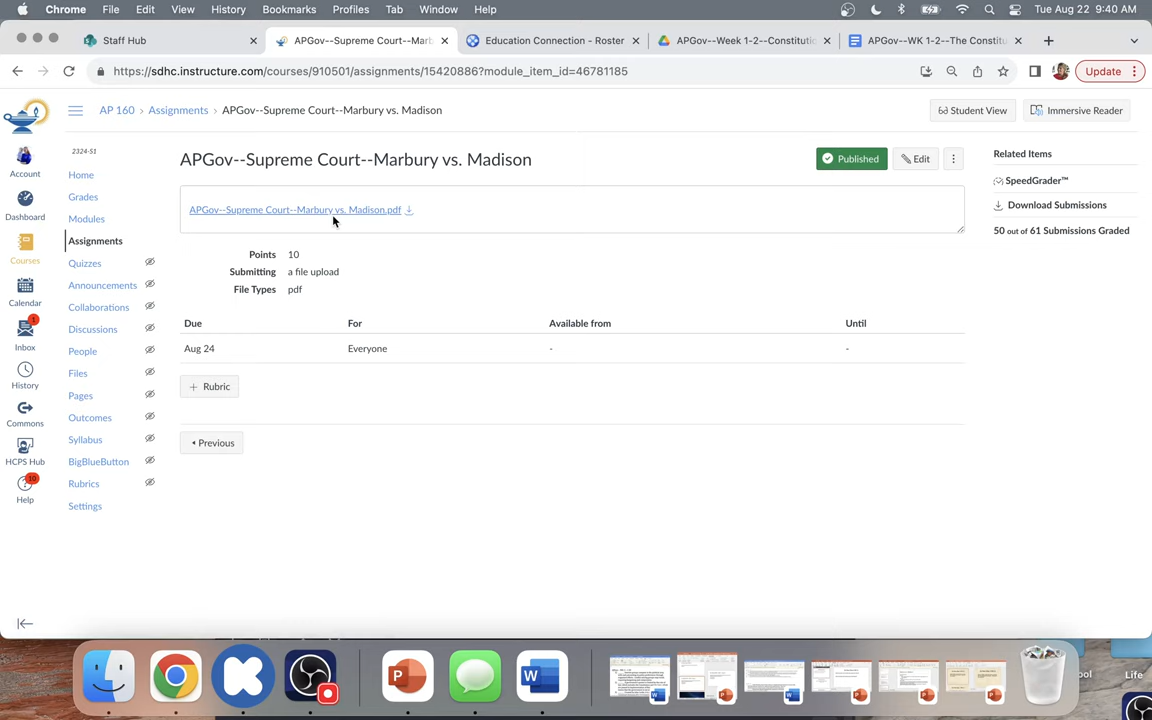 Chrome File Edit View History Bookmarks Profiles Tab Window Help Tue Aug 22 9:40 AM
Staff Hub APGov--Supreme Court--Mar Education Connection - Roster APGov--Week 1-2--Constitutio APGov--WK 1-2--The Constitu
https://sdhc.instructure.com/courses/910501/assignments/15420886?module_item_id=46781185 Update
AP 160 › Assignments › APGov--Supreme Court--Marbury vs. Madison Student View Immersive Reader
2324-S1
Account
Dashboard
Courses
Calendar
1
Inbox
History
Commons
HCPS Hub
10
Help
Home
Grades
Modules
Assignments
Quizzes
Announcements
Collaborations
Discussions
People
Files
Pages
Outcomes
Syllabus
BigBlueButton
Rubrics
Settings
APGov--Supreme Court--Marbury vs. Madison Published Edit
APGov--Supreme Court--Marbury vs. Madison.pdf
Points 10
Submitting a file upload
File Types pdf
Due For Available from Until
Aug 24 Everyone - -
+ Rubric
Previous
Related Items
SpeedGrader™
Download Submissions
50 out of 61 Submissions Graded
Life